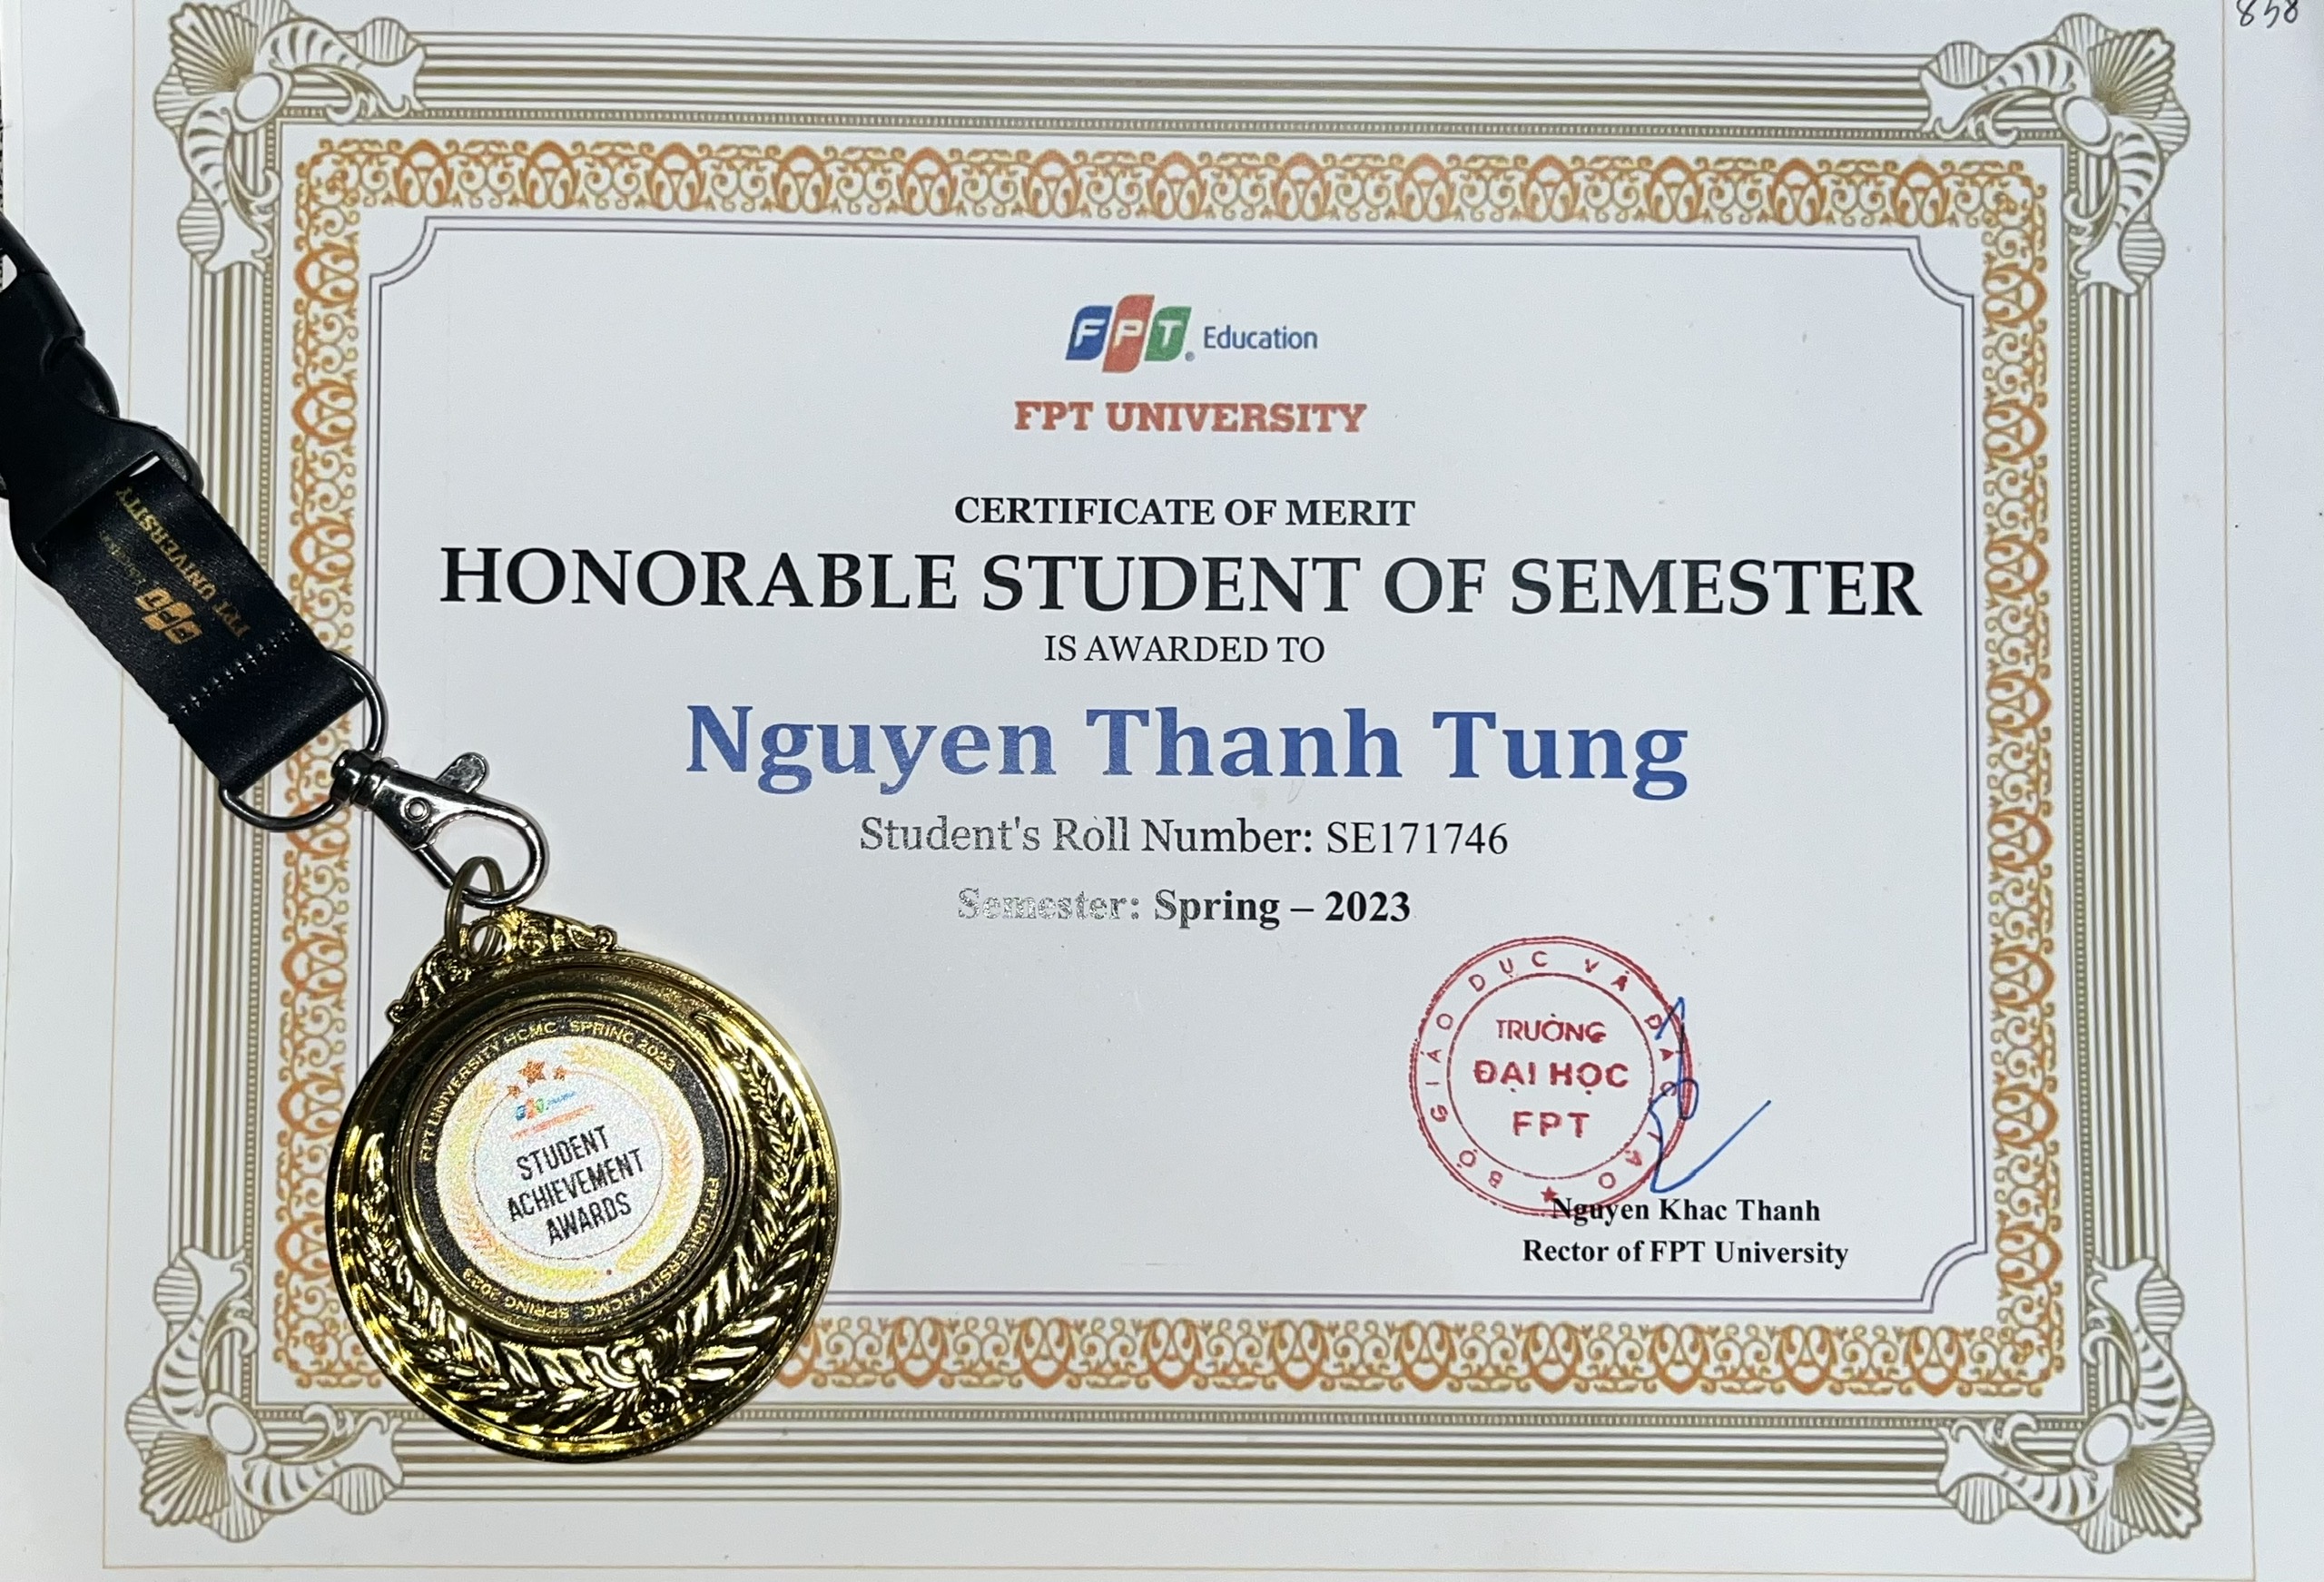 858
FPT Education
FPT UNIVERSITY
CERTIFICATE OF MERIT
HONORABLE STUDENT OF SEMESTER
IS AWARDED TO
Nguyen Thanh Tung
Student's Roll Number: SE171746
Semester: Spring – 2023
BỘ GIÁO DỤC VÀ ĐÀO TẠO
TRƯỜNG
ĐẠI HỌC
FPT
Nguyen Khac Thanh
Rector of FPT University
FPT UNIVERSITY
FPT
FPT UNIVERSITY HCMC SPRING 2023
STUDENT
ACHIEVEMENT
AWARDS
FPT UNIVERSITY HCMC SPRING 2023